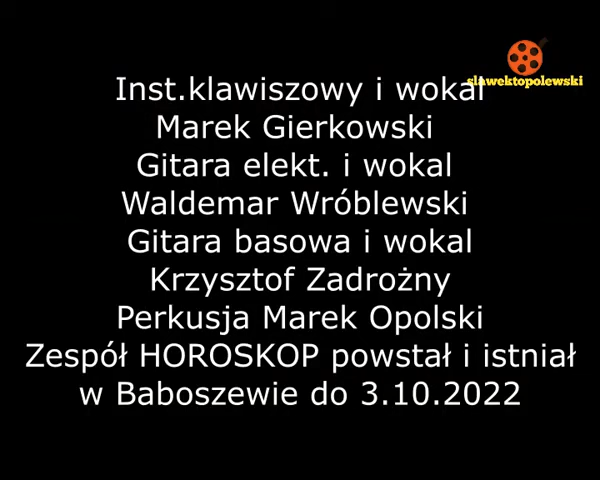 sławektopolewski
Inst.klawiszowy i wokal
Marek Gierkowski
Gitara elekt. i wokal
Waldemar Wróblewski
Gitara basowa i wokal
Krzysztof Zadrożny
Perkusja Marek Opolski
Zespół HOROSKOP powstał i istniał
w Baboszewie do 3.10.2022